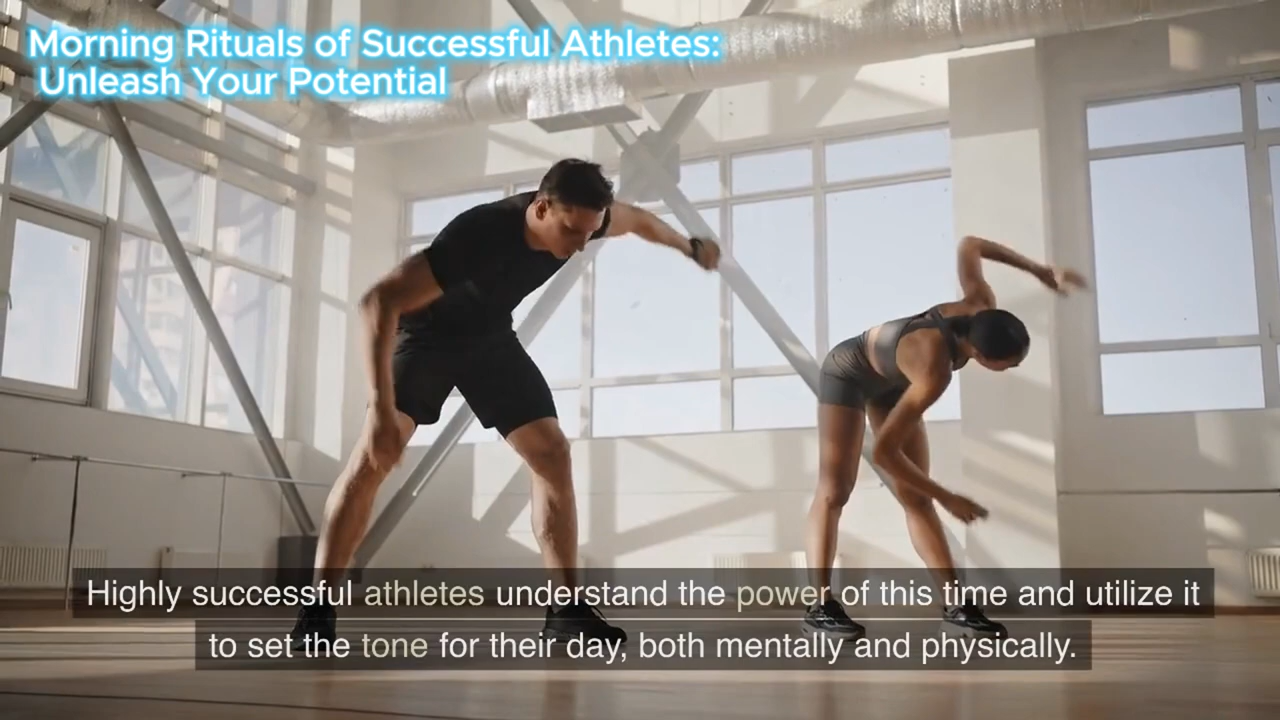 Morning Rituals of Successful Athletes:
Unleash Your Potential
Highly successful athletes understand the power of this time and utilize it
to set the tone for their day, both mentally and physically.